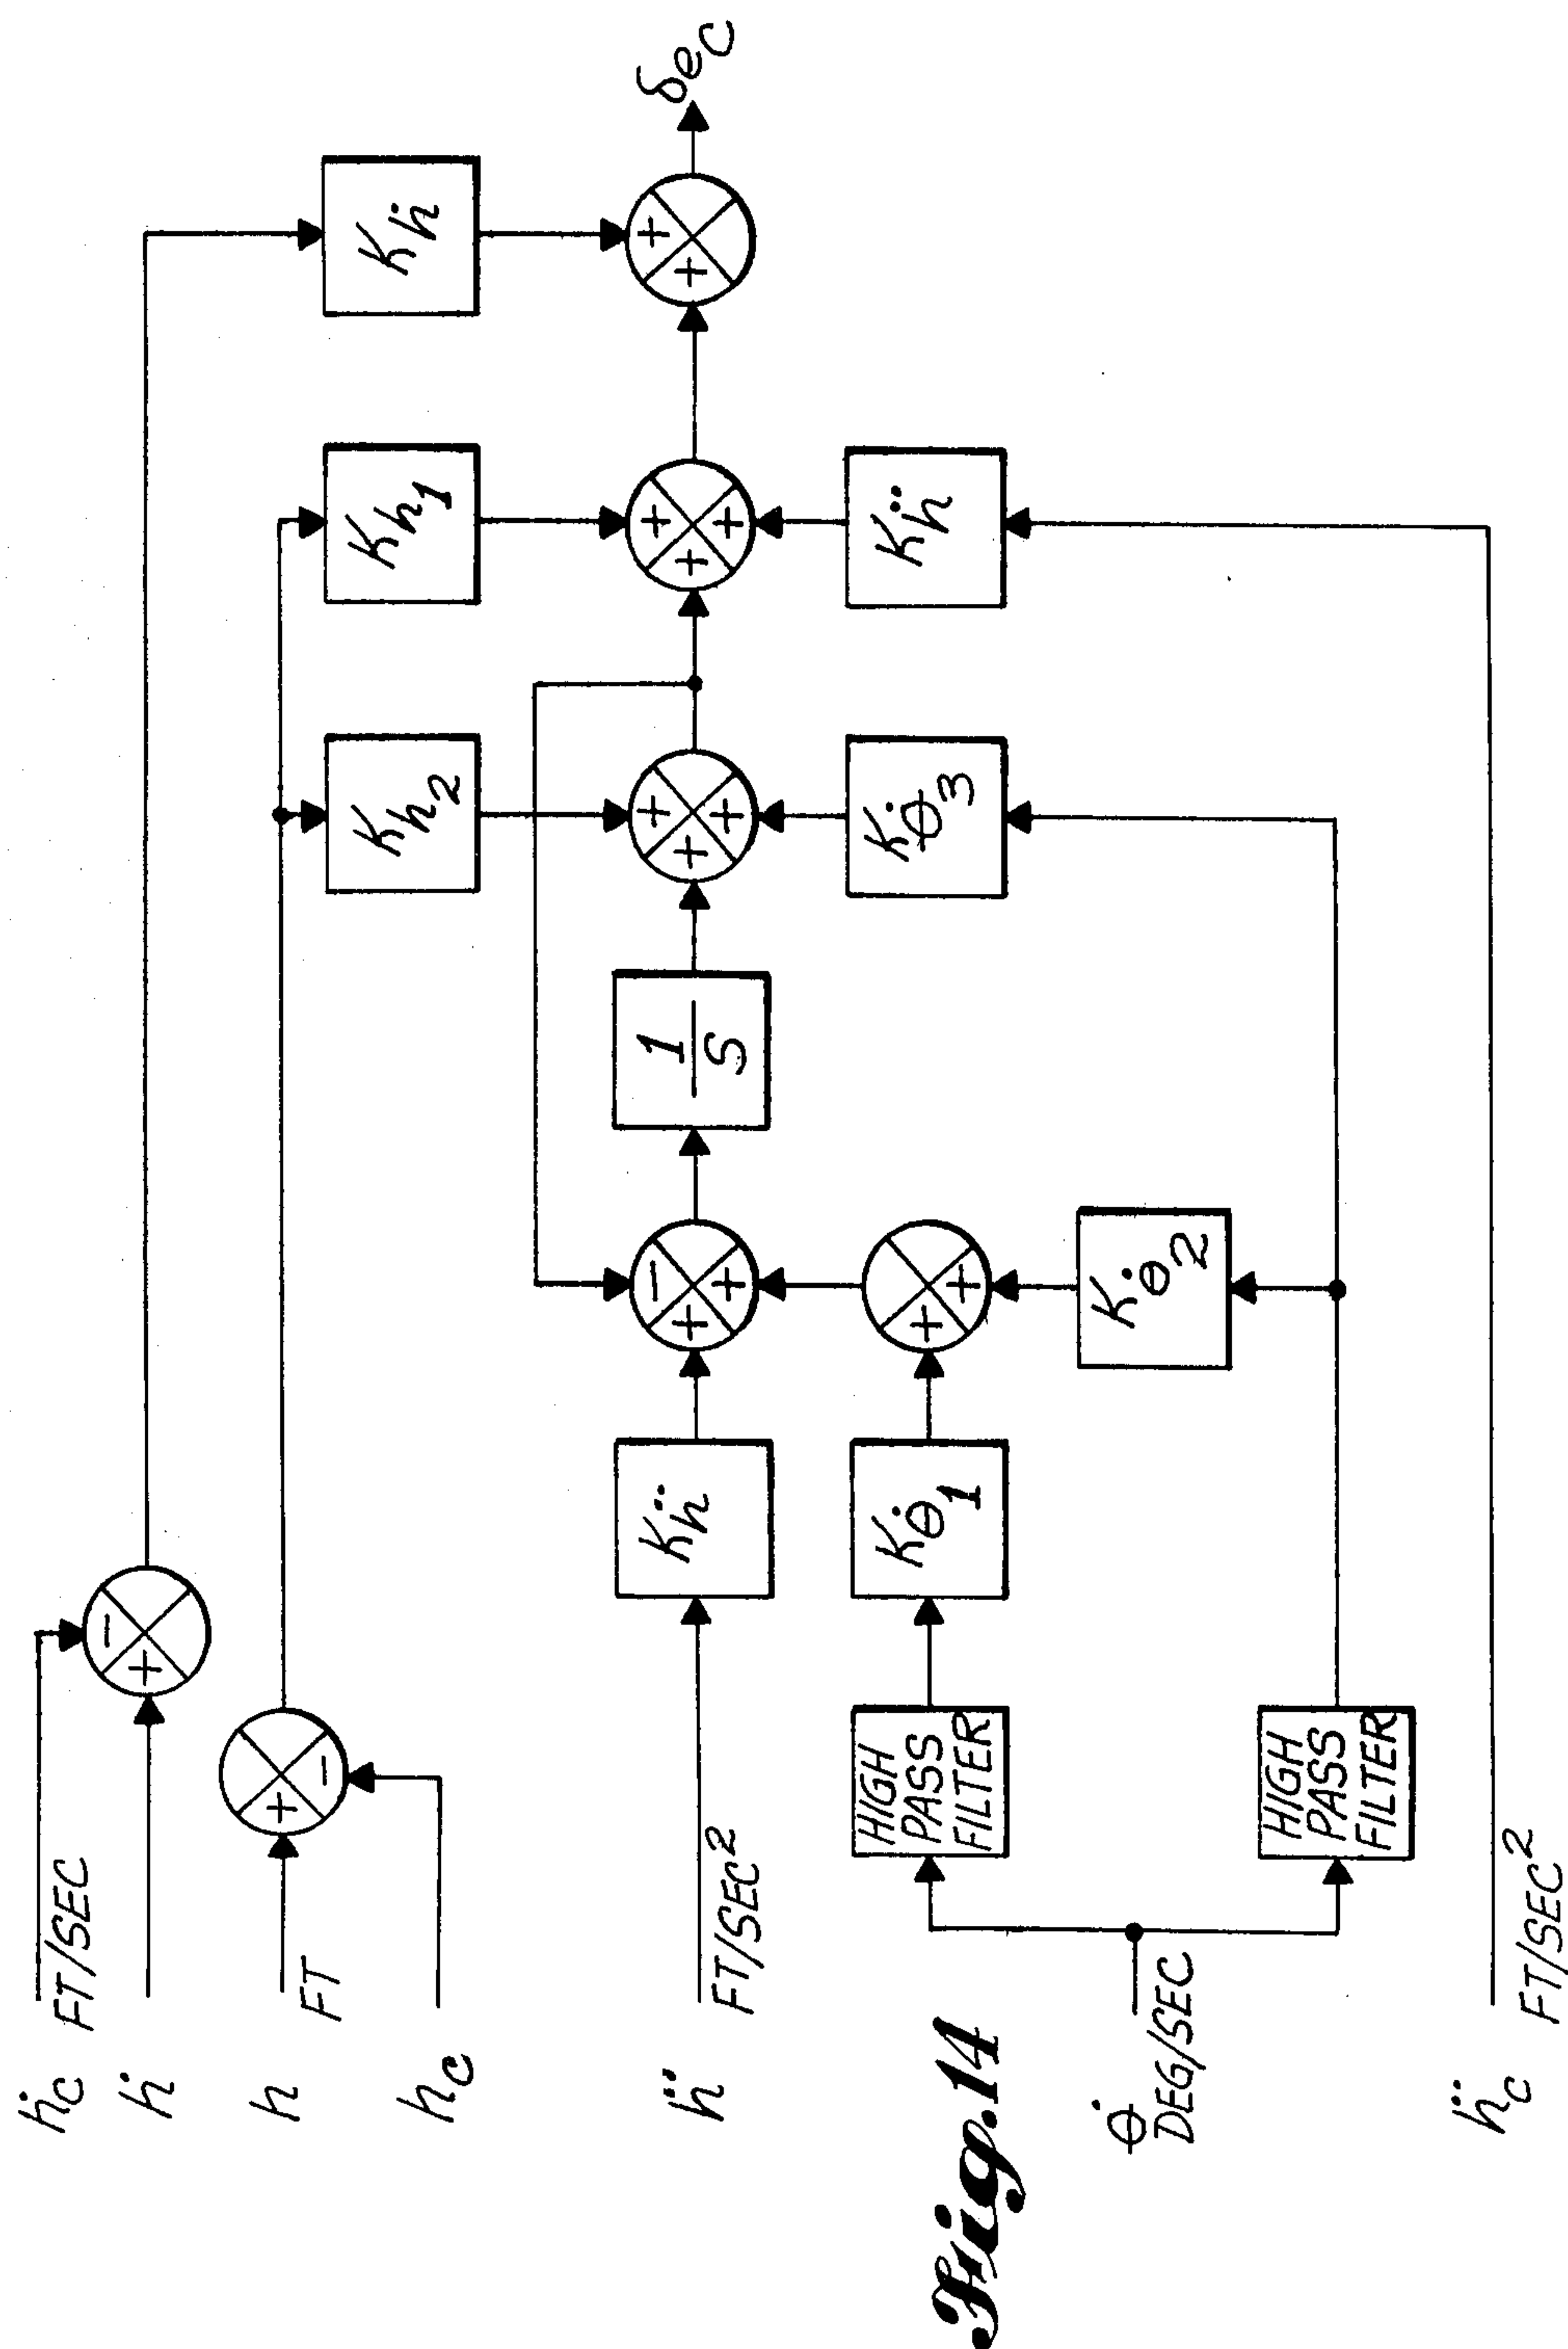 ḣc FT/SEC
ḣ
h FT
hc
ḧ FT/SEC²
θ̇ DEG/SEC
ḧc FT/SEC²
HIGH
PASS
FILTER
HIGH
PASS
FILTER
Kḧ
Kθ̇1
Kθ̇2
1
S
Kh2
Kθ̇3
Kh1
Kḧ
Kḣ
δec
+
−
+
−
+
−
+
+
+
+
+
+
+
+
+
+
+
+
Fig. 14